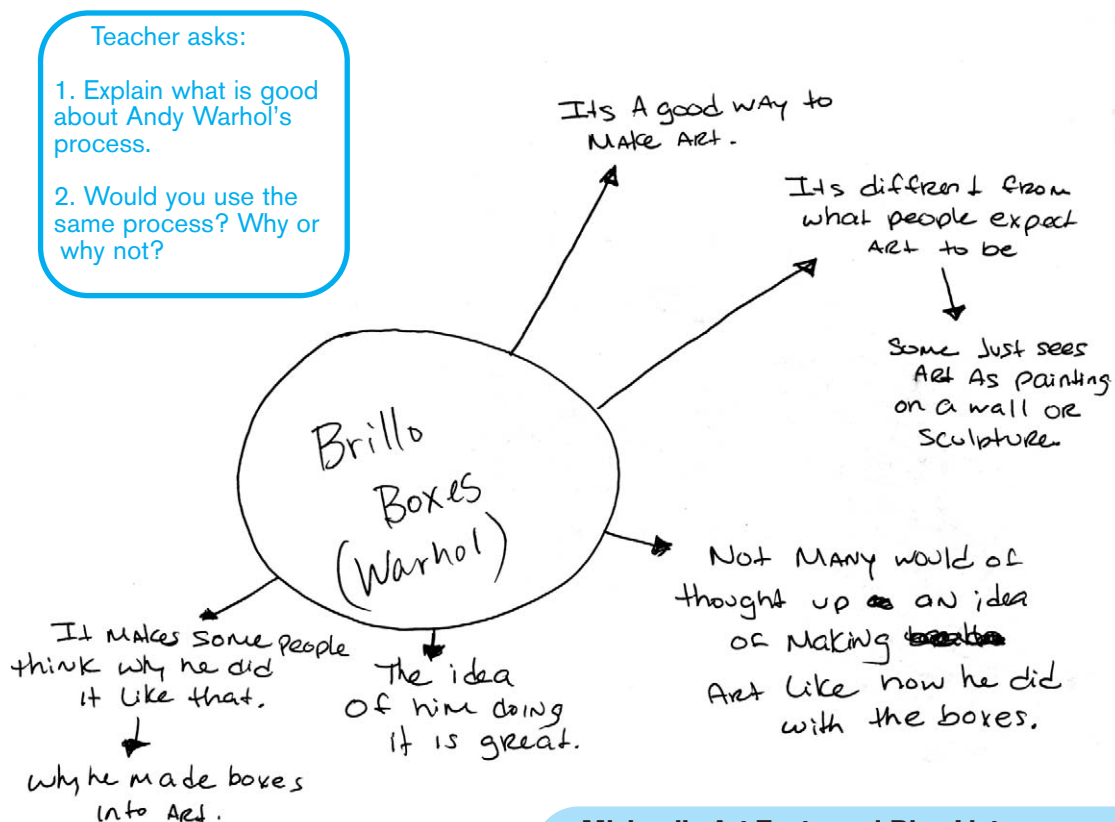 Teacher asks:
1. Explain what is good
about Andy Warhol's
process.
2. Would you use the
same process? Why or
why not?
Its A good way to
Make Art.
Its diffrent from
what people expect
Art to be
Some Just sees
Art As painting
on a wall or
Sculpture.
Brillo
Boxes
(Warhol)
Not Many would of
thought up an idea
of Making
Art Like how he did
with the boxes.
It makes some people
think why he did
it Like that.
why he made boxes
into Art.
The idea
Of him doing
it is great.